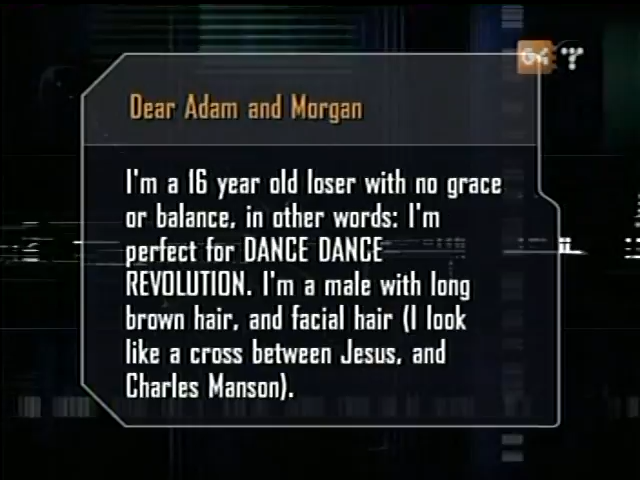 G4
Dear Adam and Morgan
I'm a 16 year old loser with no grace
or balance, in other words: I'm
perfect for DANCE DANCE
REVOLUTION. I'm a male with long
brown hair, and facial hair (I look
like a cross between Jesus, and
Charles Manson).